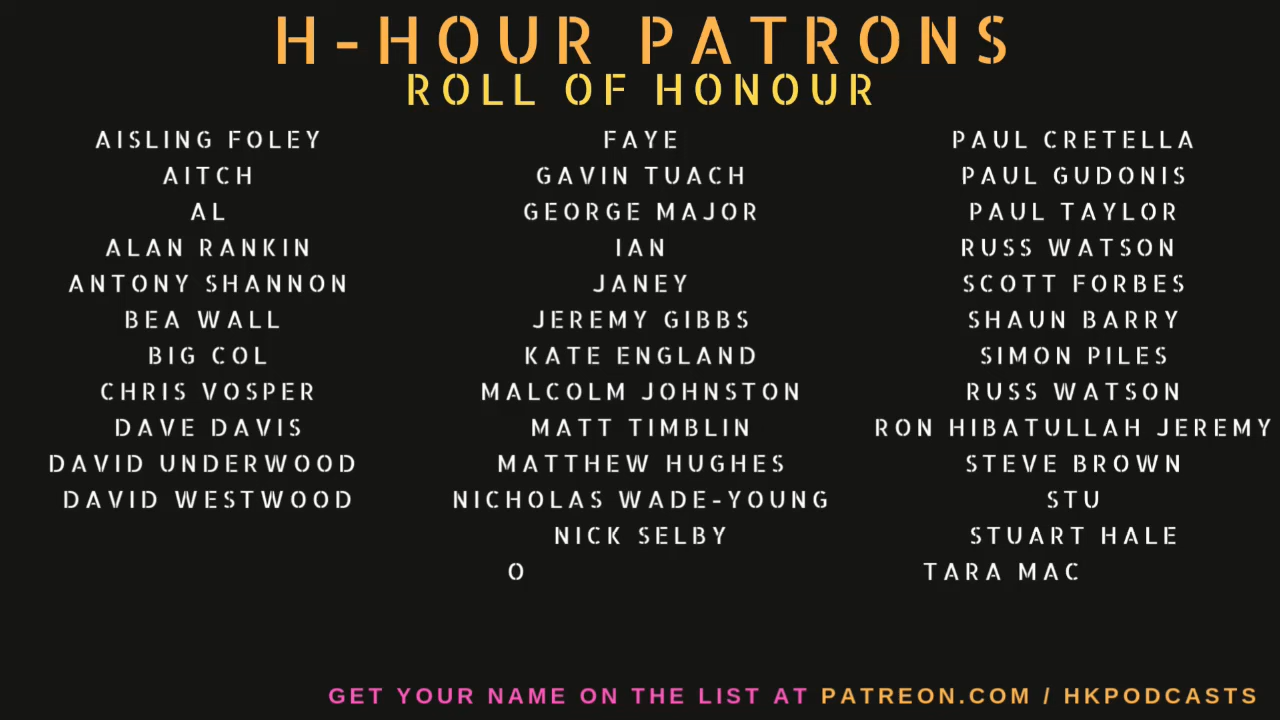 H-HOUR PATRONS
ROLL OF HONOUR
AISLING FOLEY
AITCH
AL
ALAN RANKIN
ANTONY SHANNON
BEA WALL
BIG COL
CHRIS VOSPER
DAVE DAVIS
DAVID UNDERWOOD
DAVID WESTWOOD
FAYE
GAVIN TUACH
GEORGE MAJOR
IAN
JANEY
JEREMY GIBBS
KATE ENGLAND
MALCOLM JOHNSTON
MATT TIMBLIN
MATTHEW HUGHES
NICHOLAS WADE-YOUNG
NICK SELBY
O
PAUL CRETELLA
PAUL GUDONIS
PAUL TAYLOR
RUSS WATSON
SCOTT FORBES
SHAUN BARRY
SIMON PILES
RUSS WATSON
RON HIBATULLAH JEREMY
STEVE BROWN
STU
STUART HALE
TARA MAC
GET YOUR NAME ON THE LIST AT PATREON.COM / HKPODCASTS